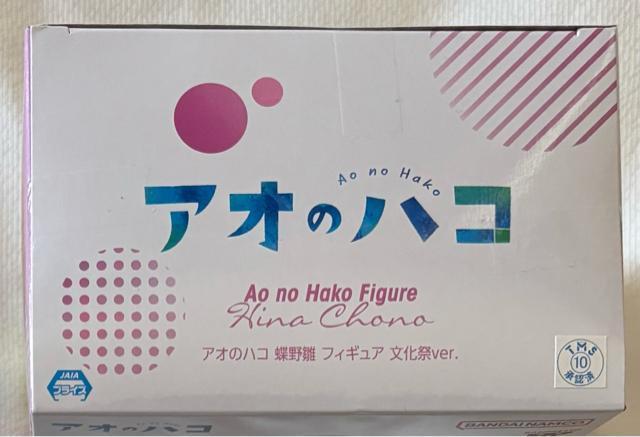 Ao no Hako
アオのハコ
Ao no Hako Figure
Hina Chono
アオのハコ 蝶野雛 フィギュア 文化祭ver.
JAIA
プライズ
TMS
10
承認済
アオのハコ
BANDAI NAMCO